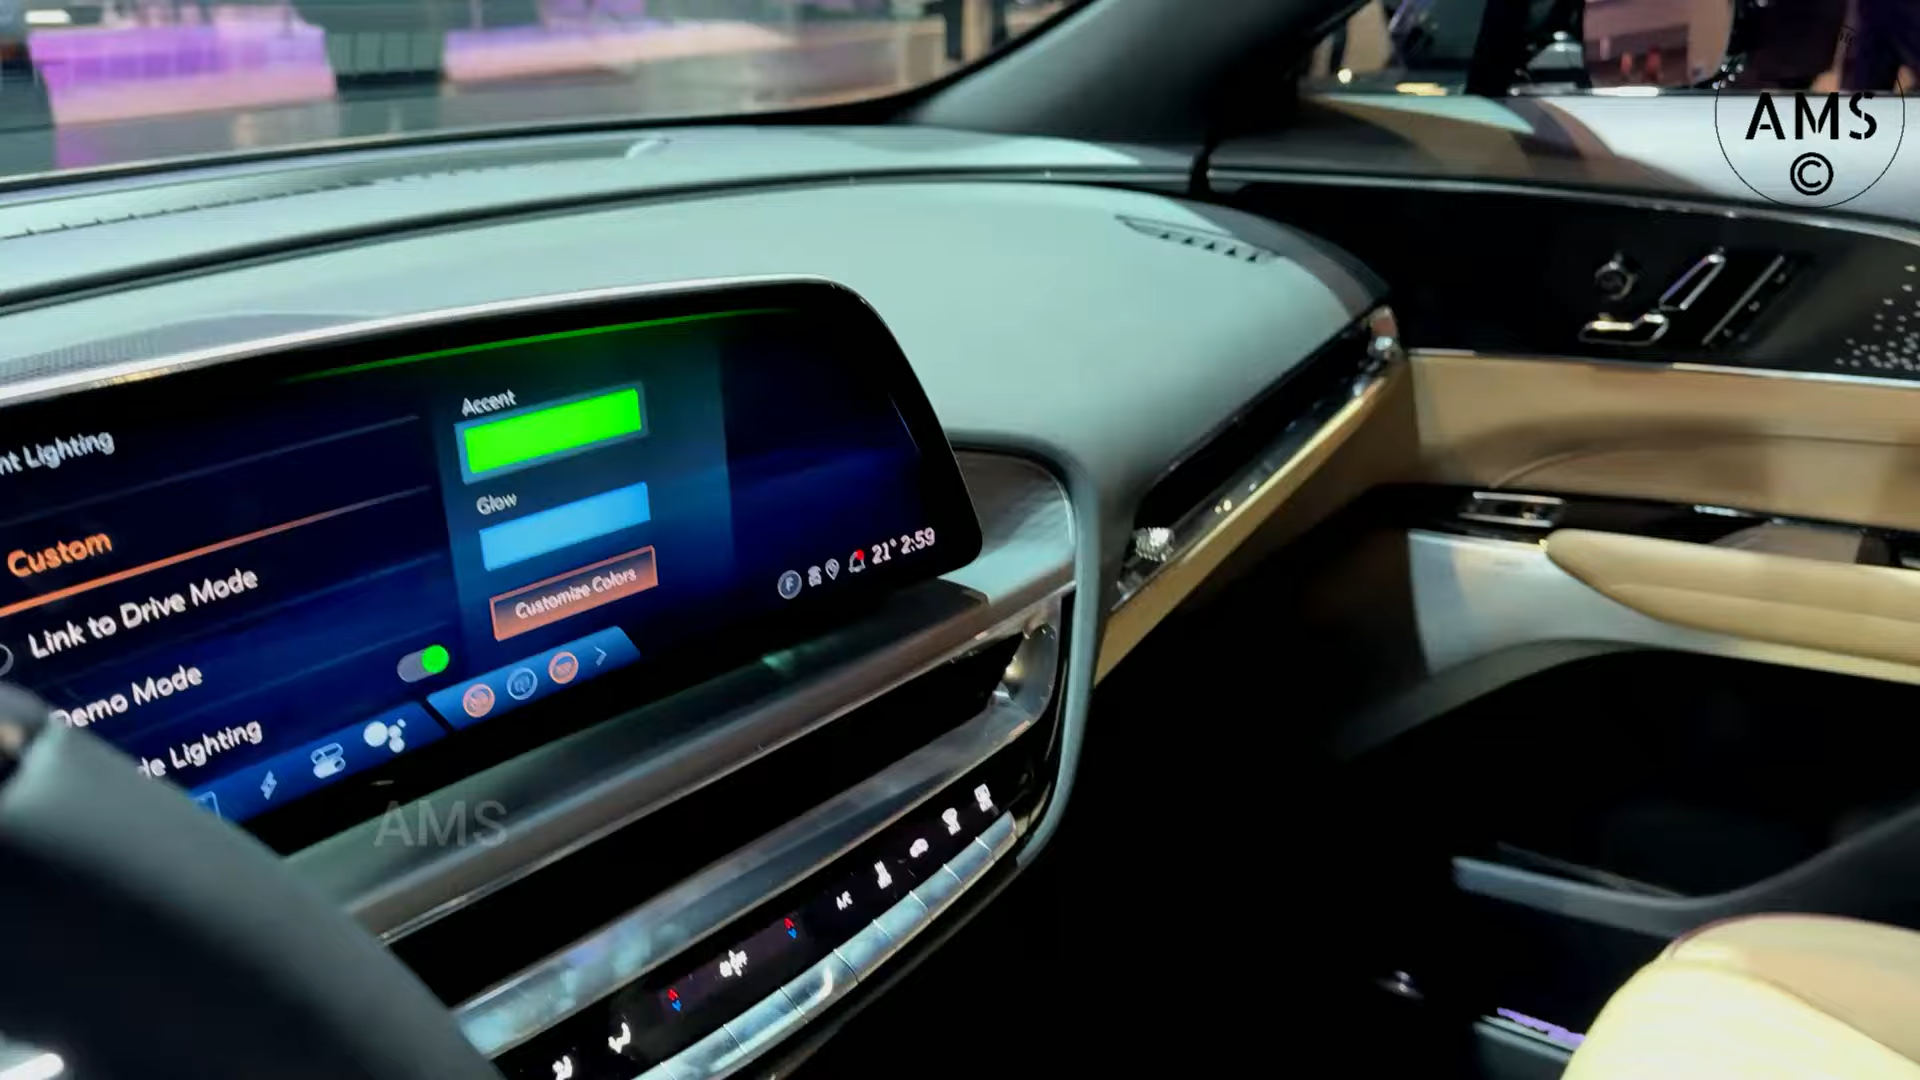 AMS
©
nt Lighting
Accent
Glow
Custom
Customize Colors
Link to Drive Mode
21° 2:59
Demo Mode
de Lighting
AMS
A/C